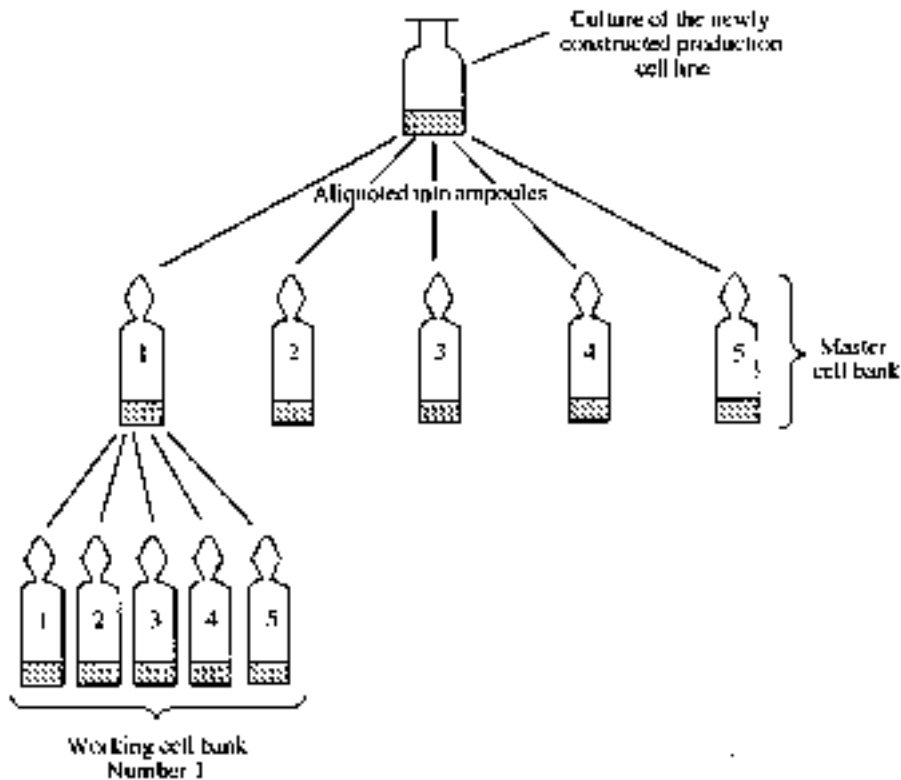 Culture of the newly
constructed production
cell line
Aliquoted into ampoules
1
2
3
4
5
Master
cell bank
1
2
3
4
5
Working cell bank
Number 1